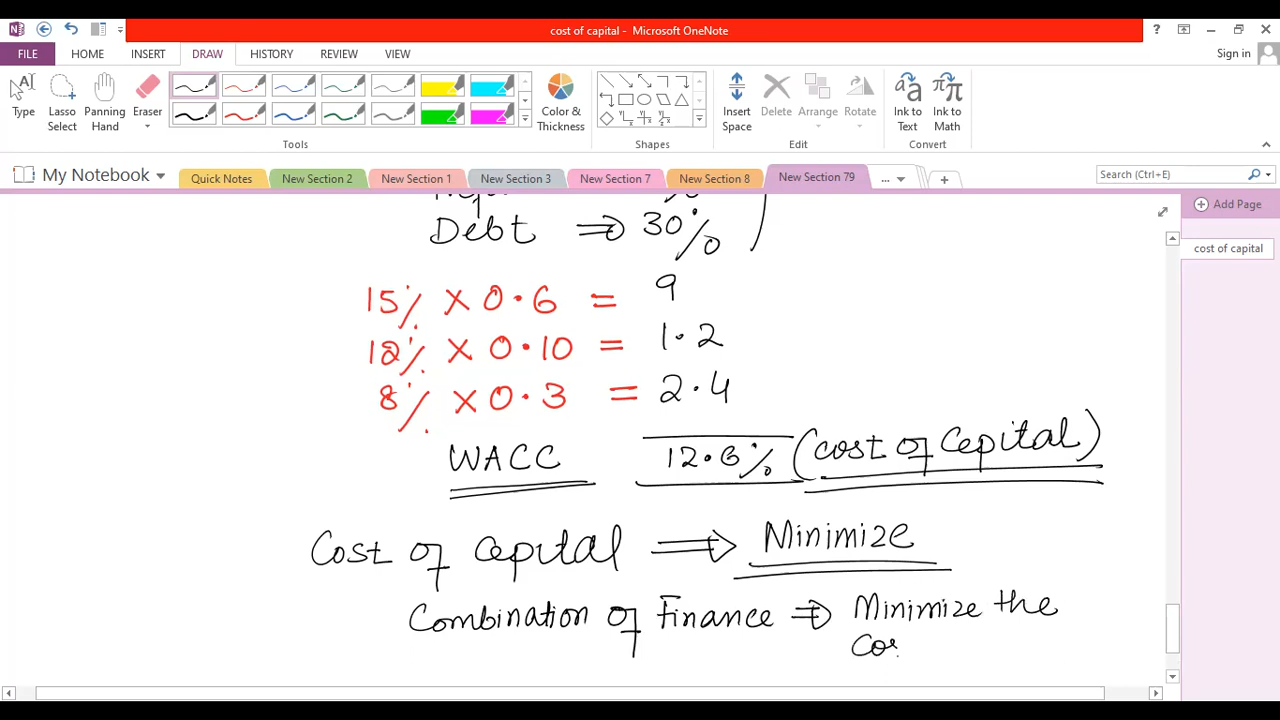 cost of capital - Microsoft OneNote
Sign in
FILE HOME INSERT DRAW HISTORY REVIEW VIEW
Type Lasso Select Panning Hand Eraser Color & Thickness Insert Space Delete Arrange Rotate Ink to Text Ink to Math
Tools Shapes Edit Convert
My Notebook Quick Notes New Section 2 New Section 1 New Section 3 New Section 7 New Section 8 New Section 79 ... Search (Ctrl+E)
Add Page
cost of capital
Debt ⇒ 30%
15% × 0.6 = 9
12% × 0.10 = 1.2
8% × 0.3 = 2.4
WACC 12.6% (cost of Cepital)
Cost of cepital ⇒ Minimize
Combination of Finance ⇒ Minimize the
Cos